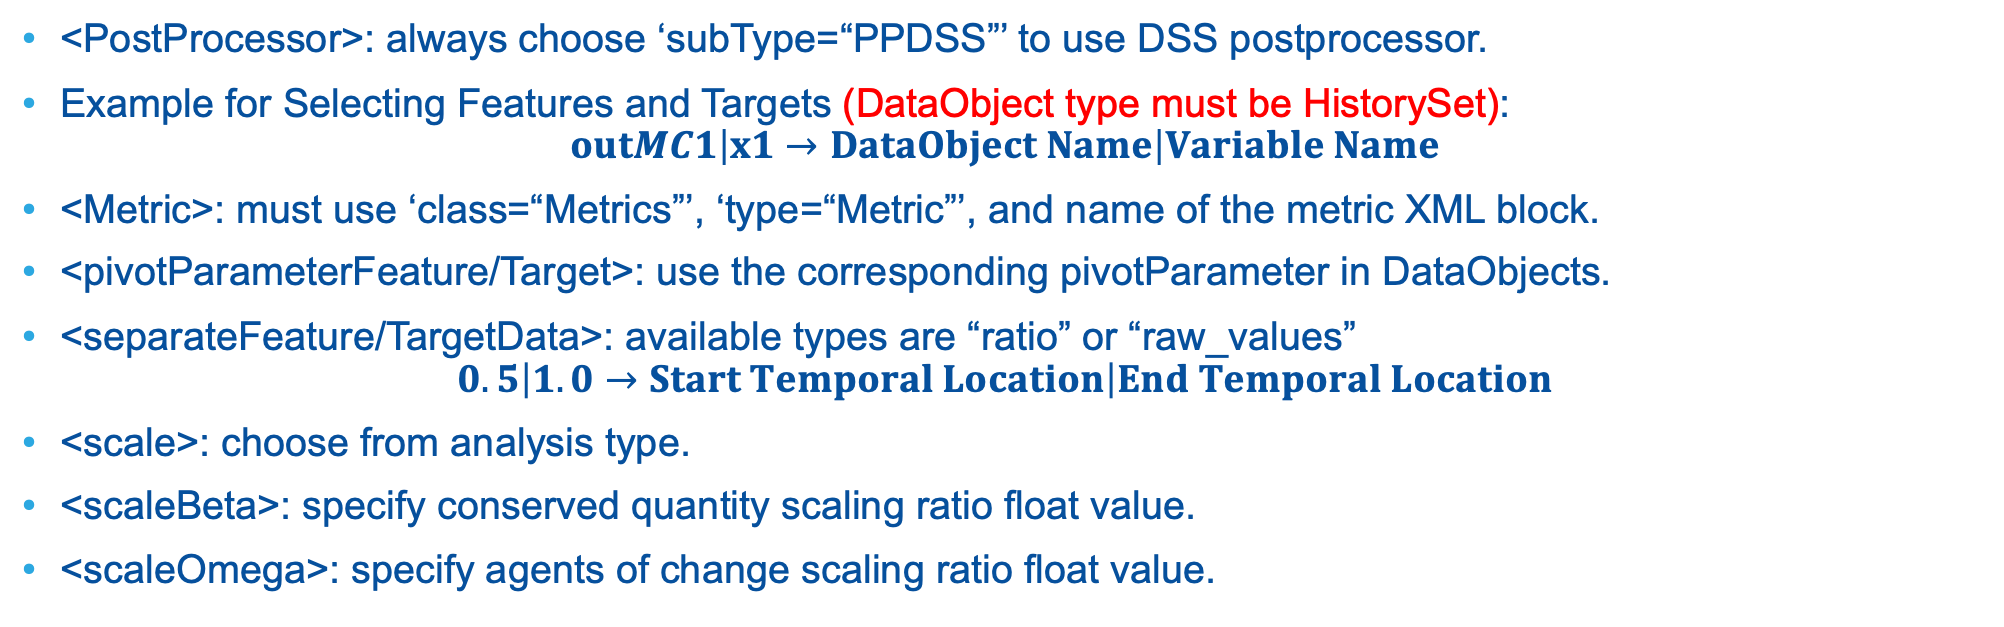 • <PostProcessor>: always choose ‘subType=“PPDSS”’ to use DSS postprocessor.
• Example for Selecting Features and Targets (DataObject type must be HistorySet):
outMC1|x1 → DataObject Name|Variable Name
• <Metric>: must use ‘class=“Metrics”’, ‘type=“Metric”’, and name of the metric XML block.
• <pivotParameterFeature/Target>: use the corresponding pivotParameter in DataObjects.
• <separateFeature/TargetData>: available types are “ratio” or “raw_values”
0.5|1.0 → Start Temporal Location|End Temporal Location
• <scale>: choose from analysis type.
• <scaleBeta>: specify conserved quantity scaling ratio float value.
• <scaleOmega>: specify agents of change scaling ratio float value.